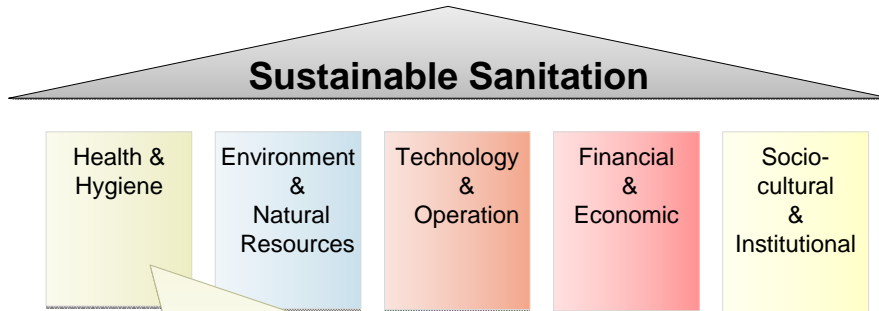 Sustainable Sanitation
Health &
Hygiene
Environment
&
Natural
Resources
Technology
&
Operation
Financial
&
Economic
Socio-
cultural
&
Institutional